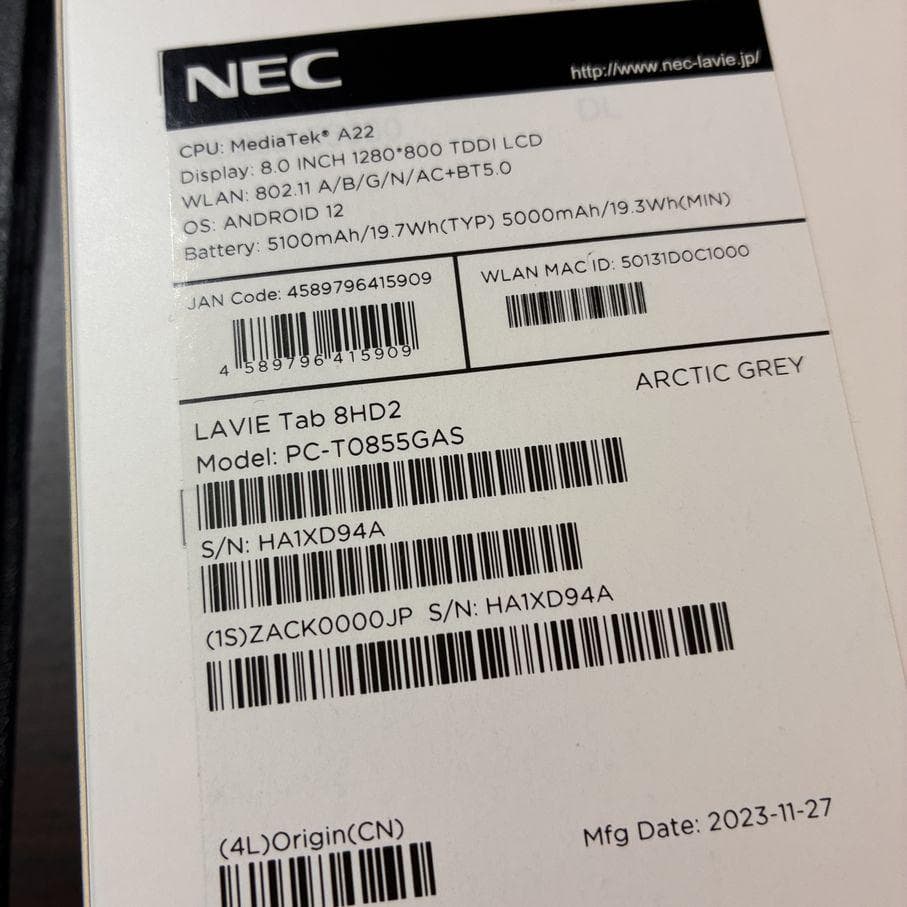 NEC
http://www.nec-lavie.jp/
CPU: MediaTek® A22
Display: 8.0 INCH 1280*800 TDDI LCD
WLAN: 802.11 A/B/G/N/AC+BT5.0
OS: ANDROID 12
Battery: 5100mAh/19.7Wh(TYP) 5000mAh/19.3Wh(MIN)
JAN Code: 4589796415909
4 589796 415909
WLAN MAC ID: 50131D0C1000
ARCTIC GREY
LAVIE Tab 8HD2
Model: PC-T0855GAS
S/N: HA1XD94A
(1S)ZACK0000JP S/N: HA1XD94A
(4L)Origin(CN)
Mfg Date: 2023-11-27